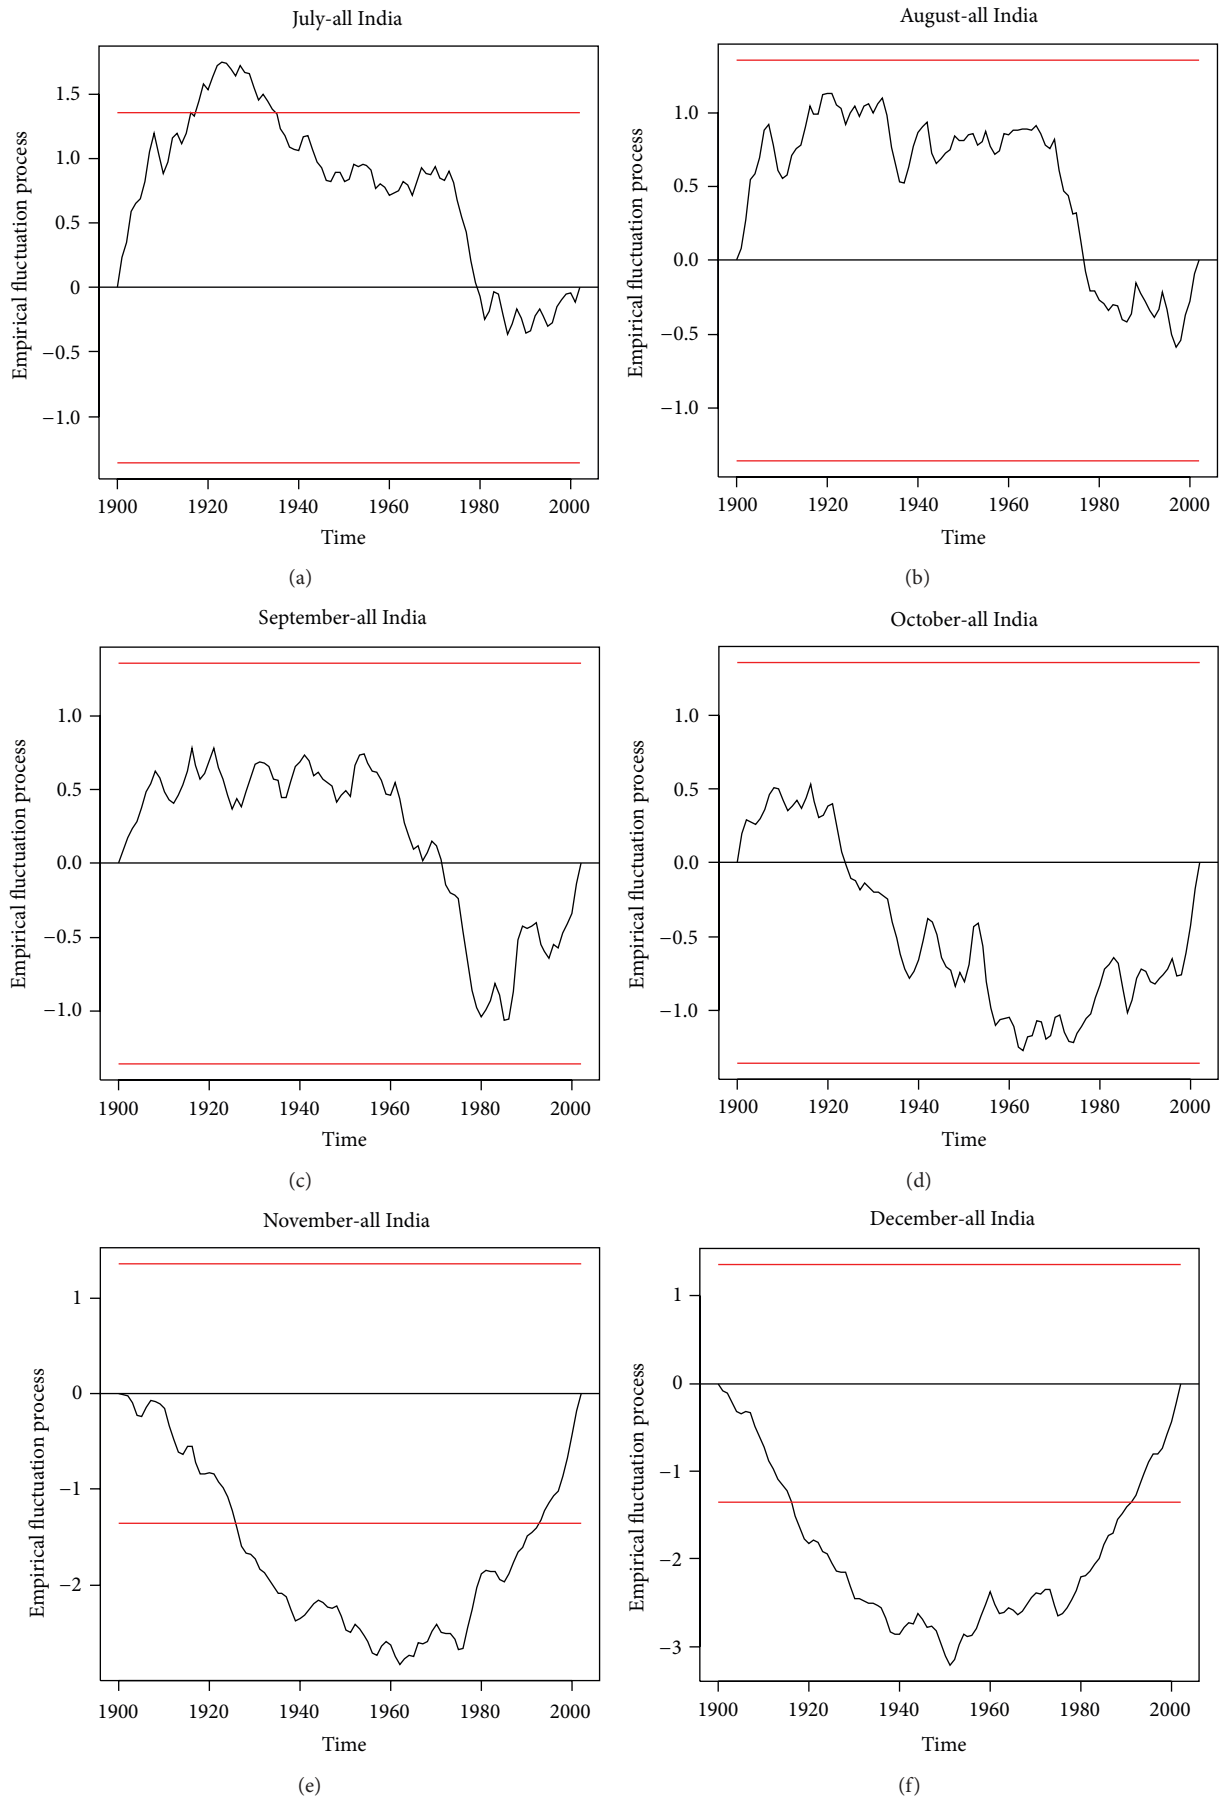 July-all India
Empirical fluctuation process
1.5
1.0
0.5
0
−0.5
−1.0
1900 1920 1940 1960 1980 2000
Time
(a)
August-all India
Empirical fluctuation process
1.0
0.5
0.0
−0.5
−1.0
1900 1920 1940 1960 1980 2000
Time
(b)
September-all India
Empirical fluctuation process
1.0
0.5
0.0
−0.5
−1.0
1900 1920 1940 1960 1980 2000
Time
(c)
October-all India
Empirical fluctuation process
1.0
0.5
0.0
−0.5
−1.0
1900 1920 1940 1960 1980 2000
Time
(d)
November-all India
Empirical fluctuation process
1
0
−1
−2
1900 1920 1940 1960 1980 2000
Time
(e)
December-all India
Empirical fluctuation process
1
0
−1
−2
−3
1900 1920 1940 1960 1980 2000
Time
(f)